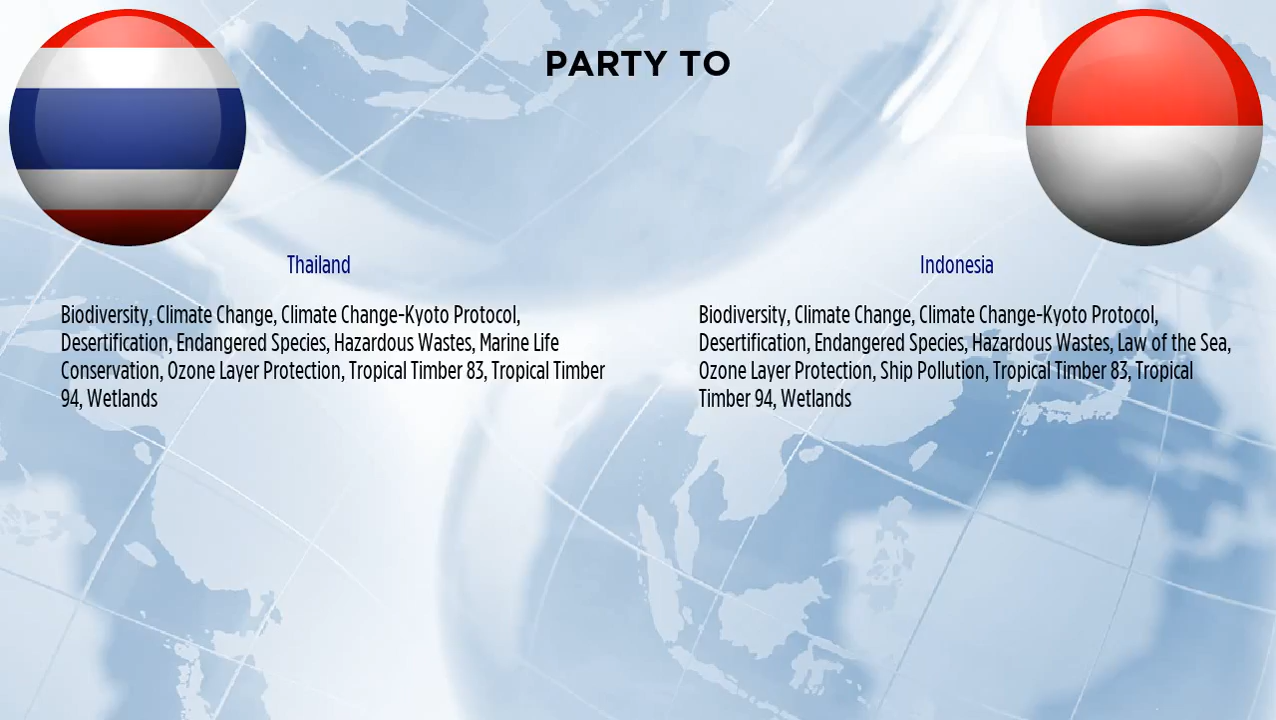 PARTY TO
Thailand
Biodiversity, Climate Change, Climate Change-Kyoto Protocol,
Desertification, Endangered Species, Hazardous Wastes, Marine Life
Conservation, Ozone Layer Protection, Tropical Timber 83, Tropical Timber
94, Wetlands
Indonesia
Biodiversity, Climate Change, Climate Change-Kyoto Protocol,
Desertification, Endangered Species, Hazardous Wastes, Law of the Sea,
Ozone Layer Protection, Ship Pollution, Tropical Timber 83, Tropical
Timber 94, Wetlands